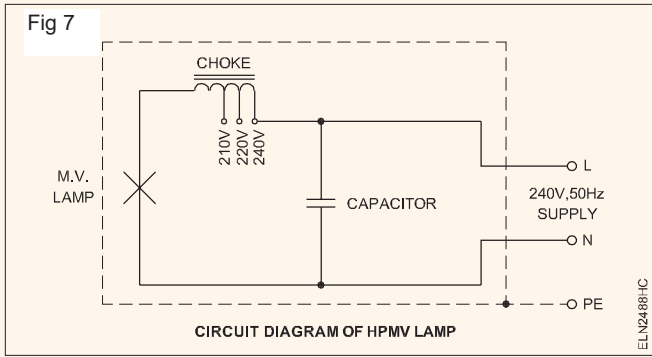 Fig 7
CHOKE
210V
220V
240V
M.V.
LAMP
CAPACITOR
L
240V,50Hz
SUPPLY
N
PE
CIRCUIT DIAGRAM OF HPMV LAMP
ELN2488HC